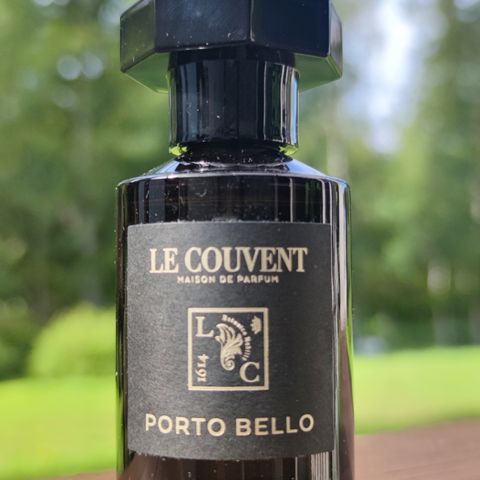 LE COUVENT
MAISON DE PARFUM
L
1614
C
PORTO BELLO